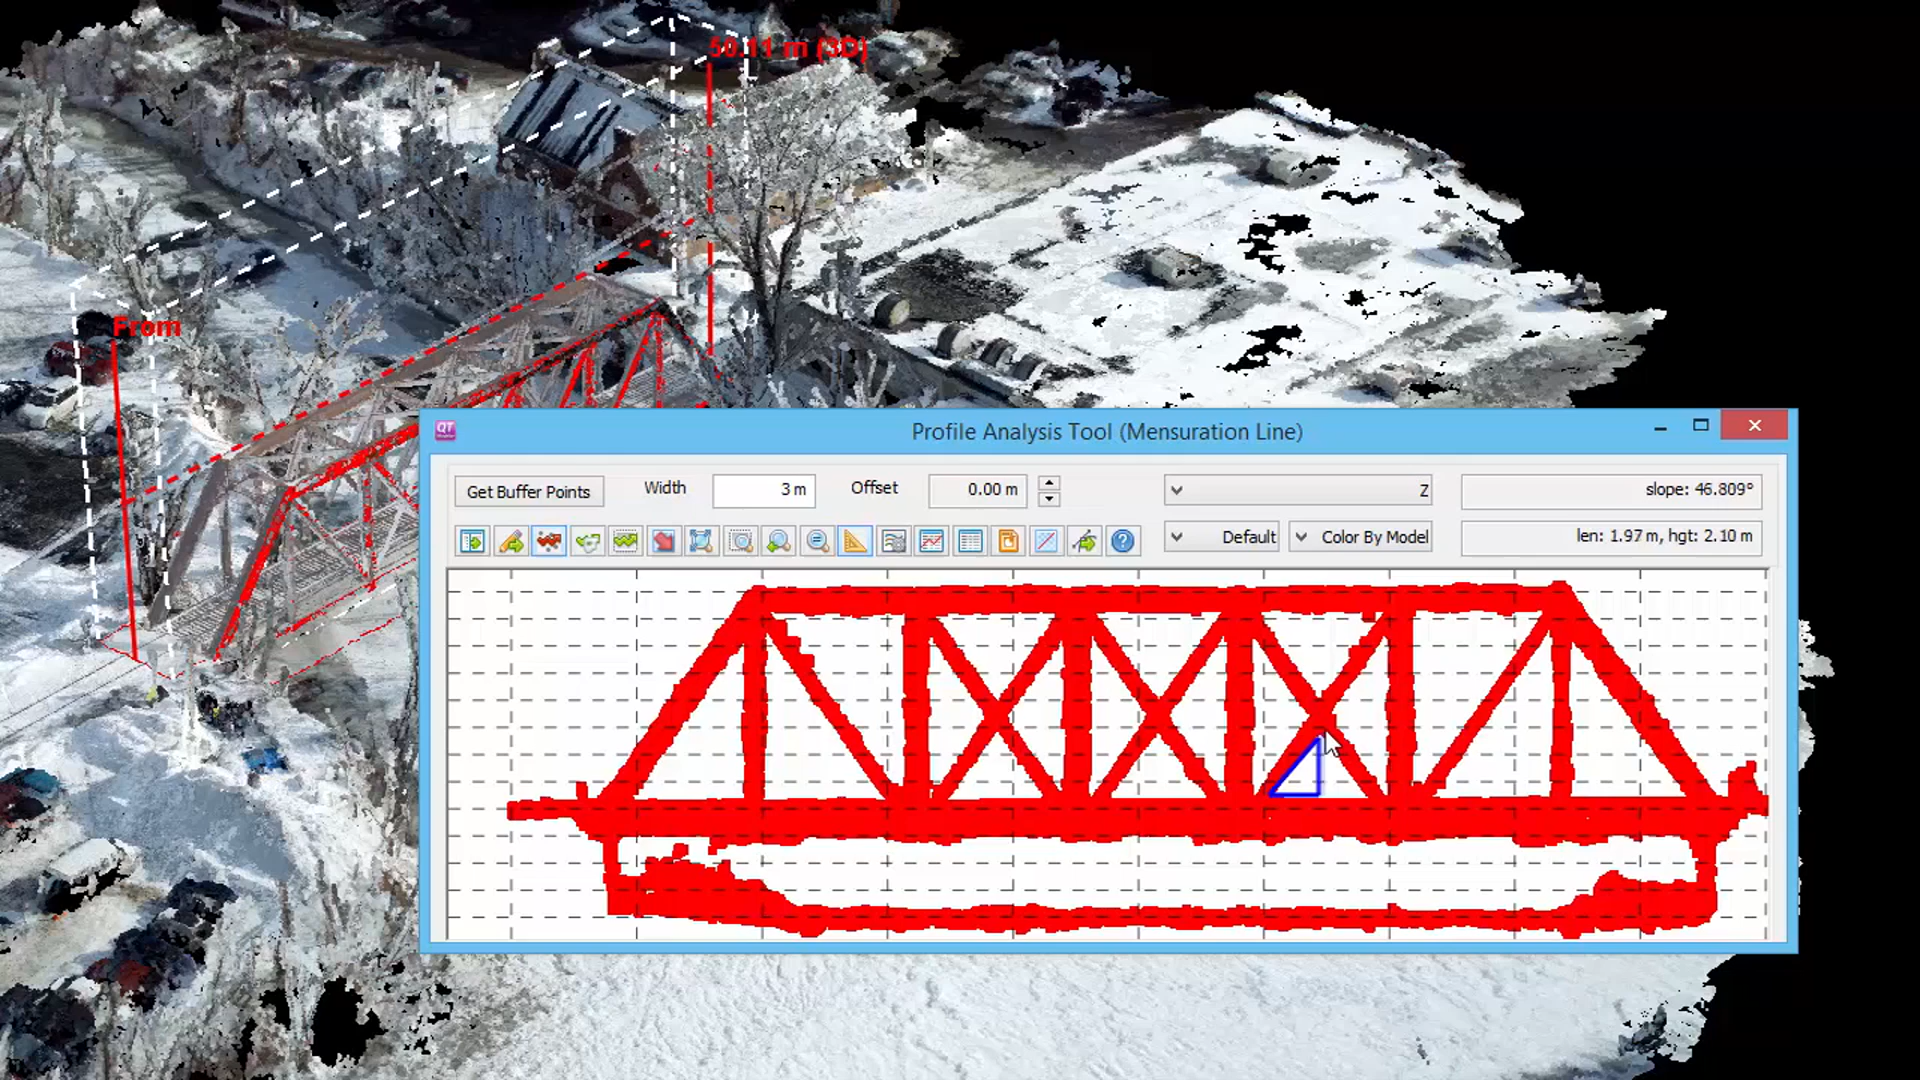 50.11 m (3D)
From
QT
Profile Analysis Tool (Mensuration Line)
Get Buffer Points
Width
3 m
Offset
0.00 m
Z
slope: 46.809°
Default
Color By Model
len: 1.97 m, hgt: 2.10 m